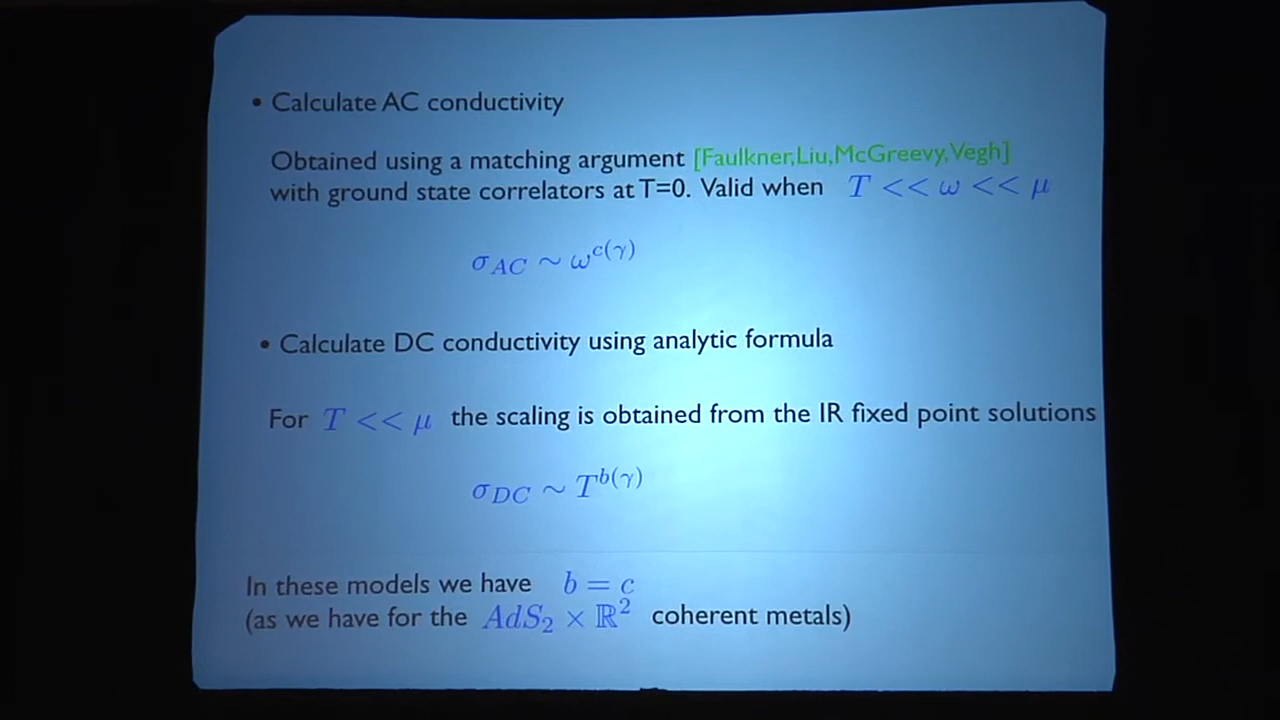 • Calculate AC conductivity
Obtained using a matching argument [Faulkner,Liu,McGreevy,Vegh]
with ground state correlators at T=0. Valid when T << ω << μ
σ_AC ~ ω^{c(γ)}
• Calculate DC conductivity using analytic formula
For T << μ the scaling is obtained from the IR fixed point solutions
σ_DC ~ T^{b(γ)}
In these models we have b = c
(as we have for the AdS₂ × ℝ² coherent metals)